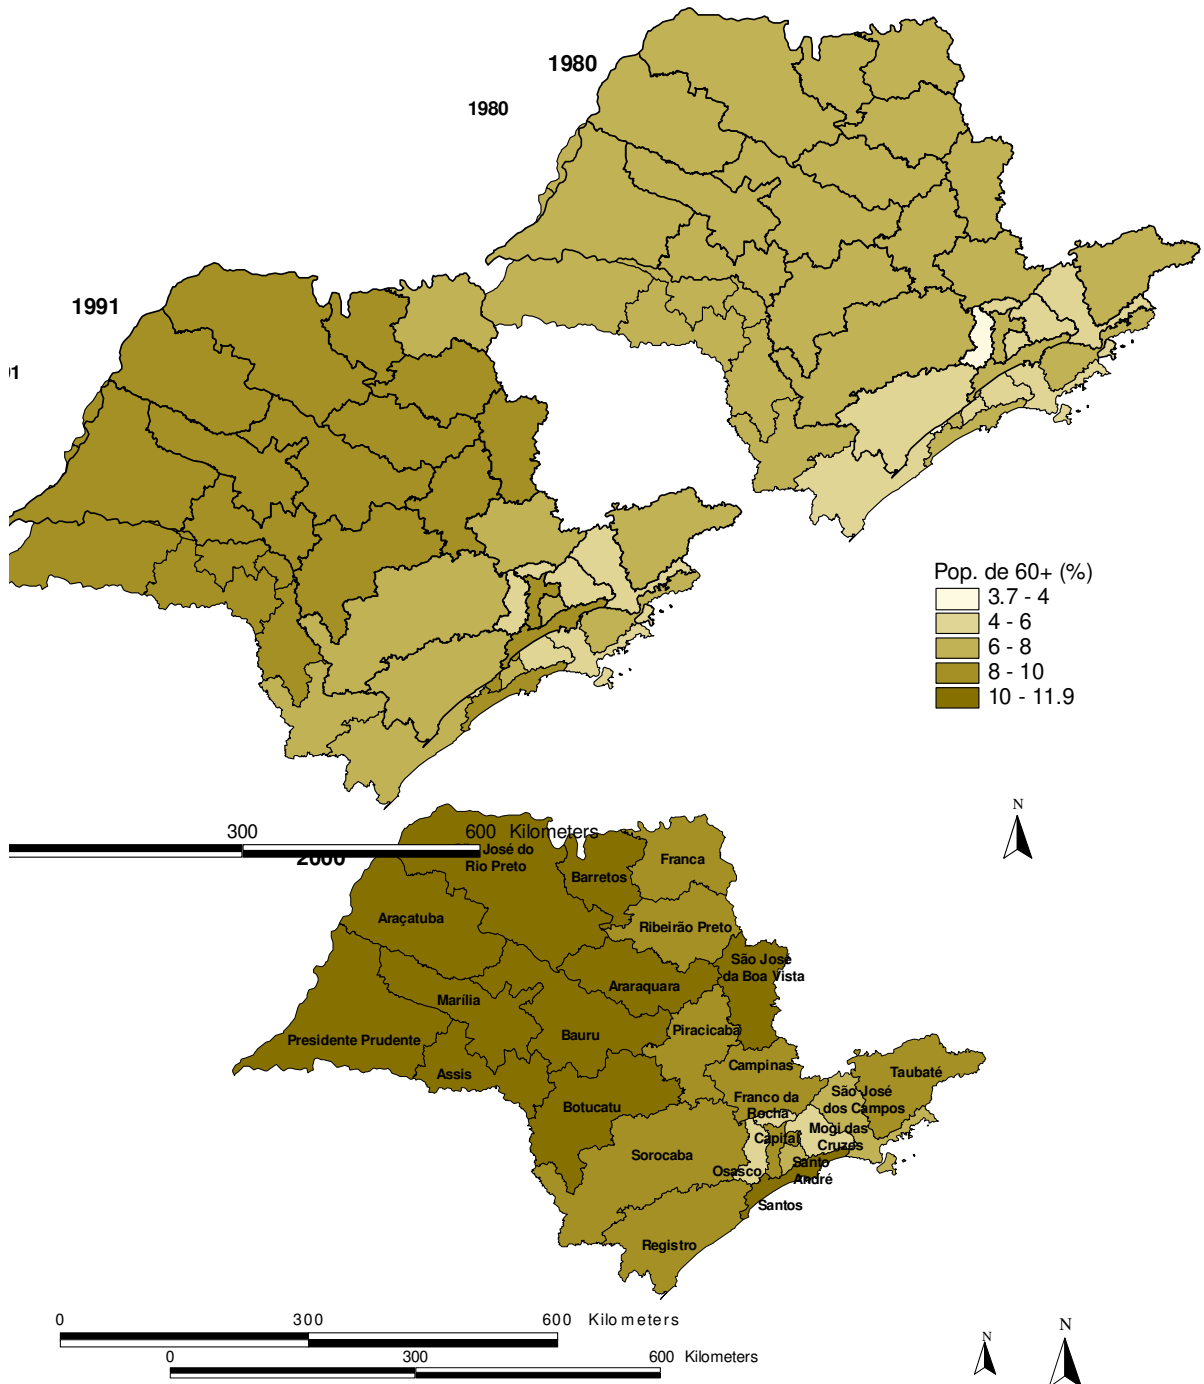 1980
1980
1991
91
Pop. de 60+ (%)
3.7 - 4
4 - 6
6 - 8
8 - 10
10 - 11.9
N
300
600 Kilometers
2000
José do
Rio Preto
Barretos
Franca
Araçatuba
Ribeirão Preto
São José
da Boa Vista
Araraquara
Marília
Bauru
Piracicaba
Presidente Prudente
Assis
Campinas
Taubaté
Botucatu
Franco da
Rocha
São José
dos Campos
Capital
Mogi das
Cruzes
Sorocaba
Osasco
Santo
André
Santos
Registro
0 300 600 Kilometers
0 300 600 Kilometers
N
N